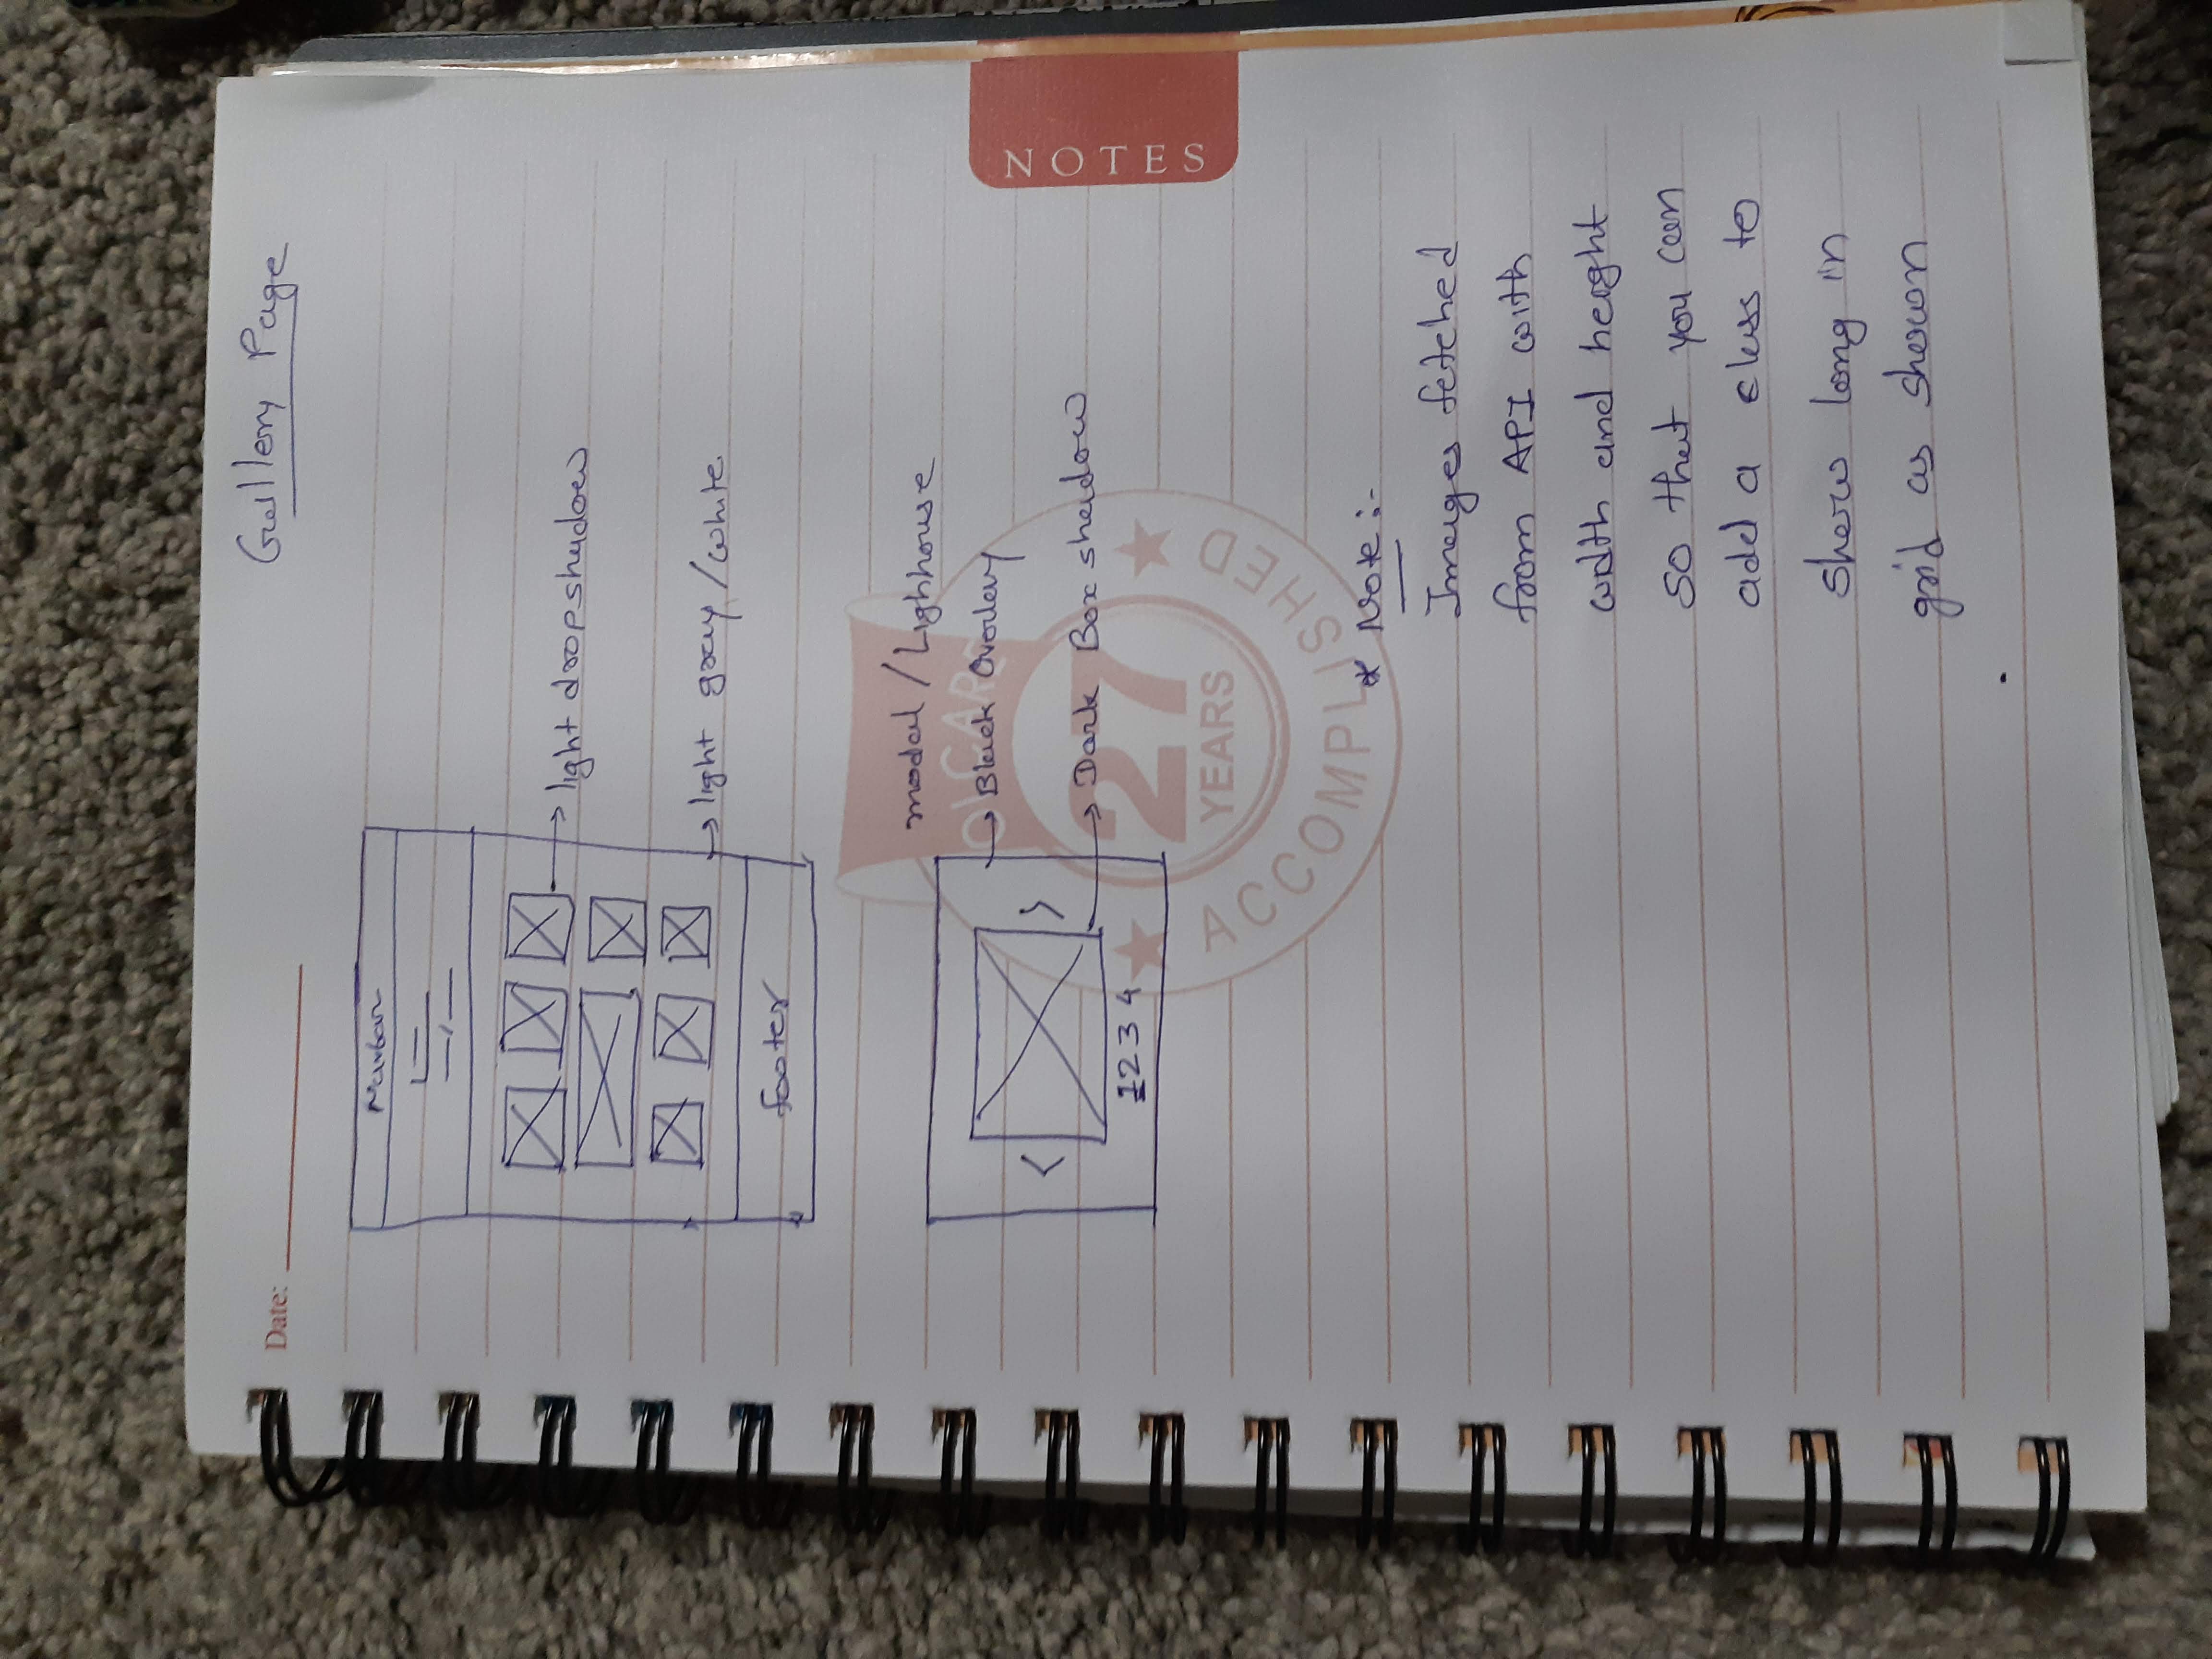 Gallery Page
Date:
Navbar
light dropshadow
light gray/white
footer
modal / Lighhouse
Black Overlay
Dark Box shadow
1 2 3 4
NOTES
27
YEARS
ACCOMPLISHED
* Note :-
Images fetched
from API with
width and height
so that you can
add a class to
show long in
grid as shown